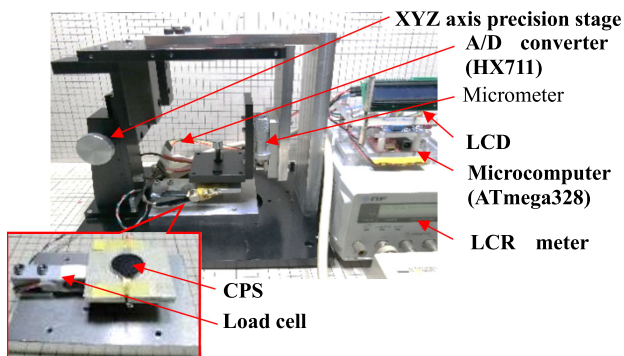 XYZ axis precision stage
A/D converter
(HX711)
Micrometer
LCD
Microcomputer
(ATmega328)
LCR meter
CPS
Load cell